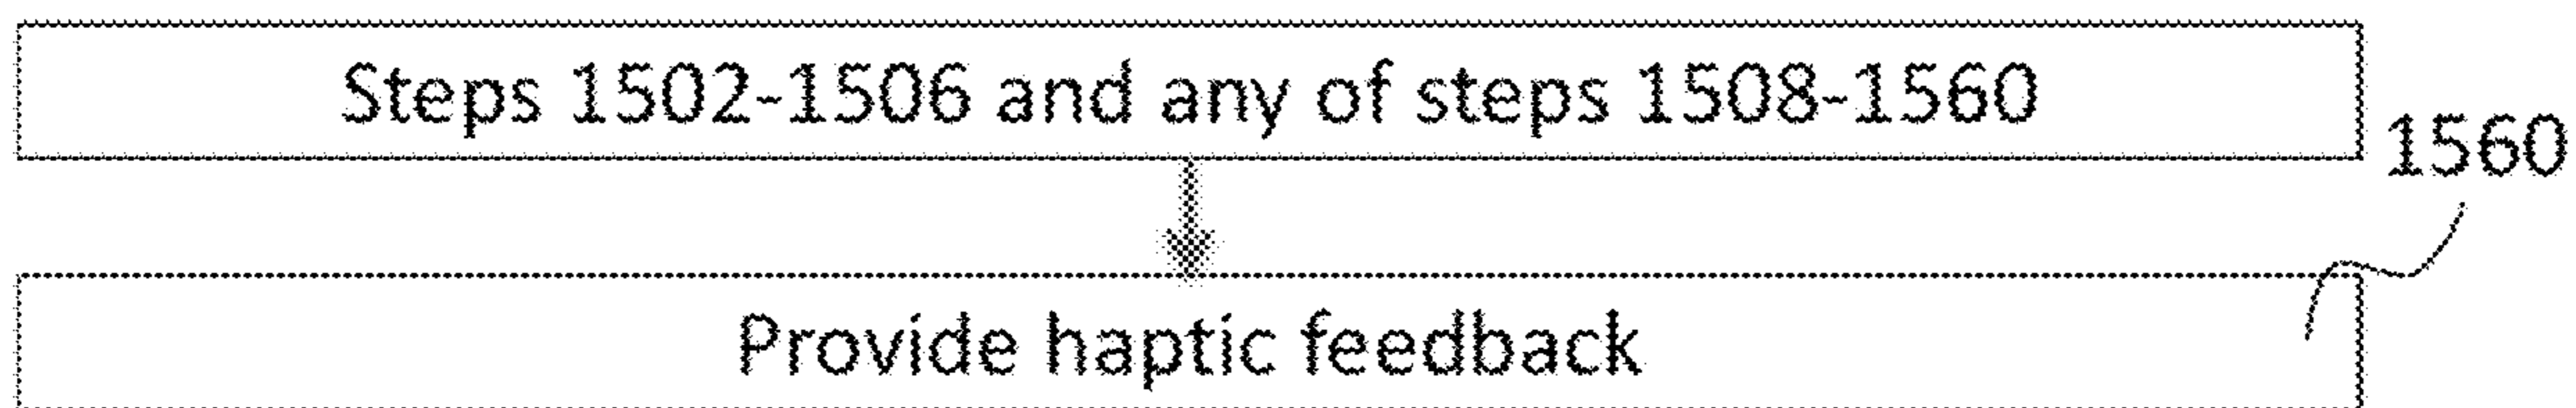 Steps 1502-1506 and any of steps 1508-1560
1560
Provide haptic feedback